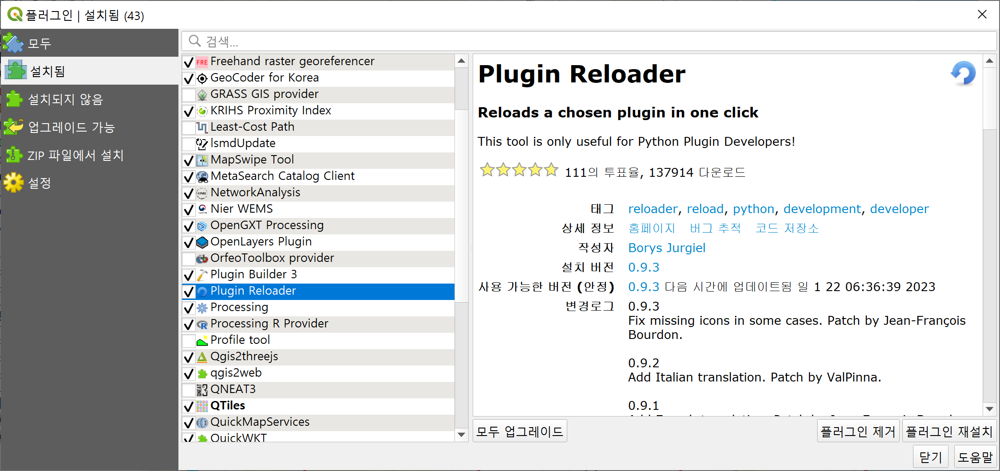 플러그인 | 설치됨 (43)
모두
설치됨
설치되지 않음
업그레이드 가능
ZIP 파일에서 설치
설정
검색...
FRE Freehand raster georeferencer
GeoCoder for Korea
GRASS GIS provider
KRIHS Proximity Index
Least-Cost Path
lsmdUpdate
MapSwipe Tool
MetaSearch Catalog Client
KREI NetworkAnalysis
Nier WEMS
OpenGXT Processing
OpenLayers Plugin
OrfeoToolbox provider
Plugin Builder 3
Plugin Reloader
Processing
R Processing R Provider
Profile tool
Qgis2threejs
qgis2web
QNEAT3 QNEAT3
QTiles
QuickMapServices
QuickWKT
Plugin Reloader
Reloads a chosen plugin in one click
This tool is only useful for Python Plugin Developers!
111의 투표율, 137914 다운로드
태그 reloader, reload, python, development, developer
상세 정보 홈페이지 버그 추적 코드 저장소
작성자 Borys Jurgiel
설치 버전 0.9.3
사용 가능한 버전 (안정) 0.9.3 다음 시간에 업데이트됨 일 1 22 06:36:39 2023
변경로그 0.9.3
Fix missing icons in some cases. Patch by Jean-François
Bourdon.
0.9.2
Add Italian translation. Patch by ValPinna.
0.9.1
모두 업그레이드
플러그인 제거
플러그인 재설치
닫기
도움말